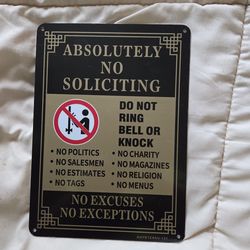 ABSOLUTELY
NO
SOLICITING
DO NOT
RING
BELL OR
KNOCK
• NO POLITICS
• NO SALESMEN
• NO ESTIMATES
• NO TAGS
• NO CHARITY
• NO MAGAZINES
• NO RELIGION
• NO MENUS
NO EXCUSES
NO EXCEPTIONS